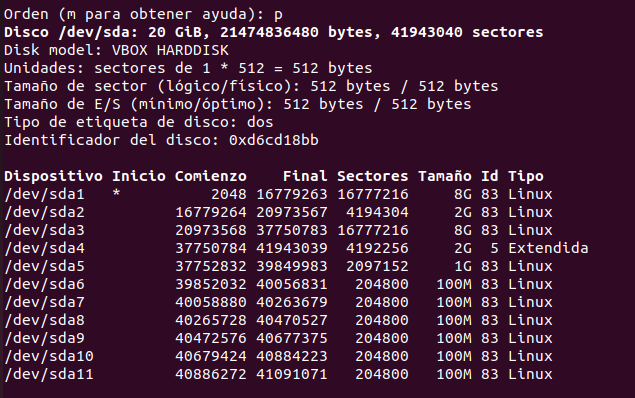 Orden (m para obtener ayuda): p
Disco /dev/sda: 20 GiB, 21474836480 bytes, 41943040 sectores
Disk model: VBOX HARDDISK
Unidades: sectores de 1 * 512 = 512 bytes
Tamaño de sector (lógico/físico): 512 bytes / 512 bytes
Tamaño de E/S (mínimo/óptimo): 512 bytes / 512 bytes
Tipo de etiqueta de disco: dos
Identificador del disco: 0xd6cd18bb

Dispositivo Inicio Comienzo    Final Sectores Tamaño Id Tipo
/dev/sda1   *          2048 16779263 16777216     8G 83 Linux
/dev/sda2          16779264 20973567  4194304     2G 83 Linux
/dev/sda3          20973568 37750783 16777216     8G 83 Linux
/dev/sda4          37750784 41943039  4192256     2G  5 Extendida
/dev/sda5          37752832 39849983  2097152     1G 83 Linux
/dev/sda6          39852032 40056831   204800   100M 83 Linux
/dev/sda7          40058880 40263679   204800   100M 83 Linux
/dev/sda8          40265728 40470527   204800   100M 83 Linux
/dev/sda9          40472576 40677375   204800   100M 83 Linux
/dev/sda10         40679424 40884223   204800   100M 83 Linux
/dev/sda11         40886272 41091071   204800   100M 83 Linux